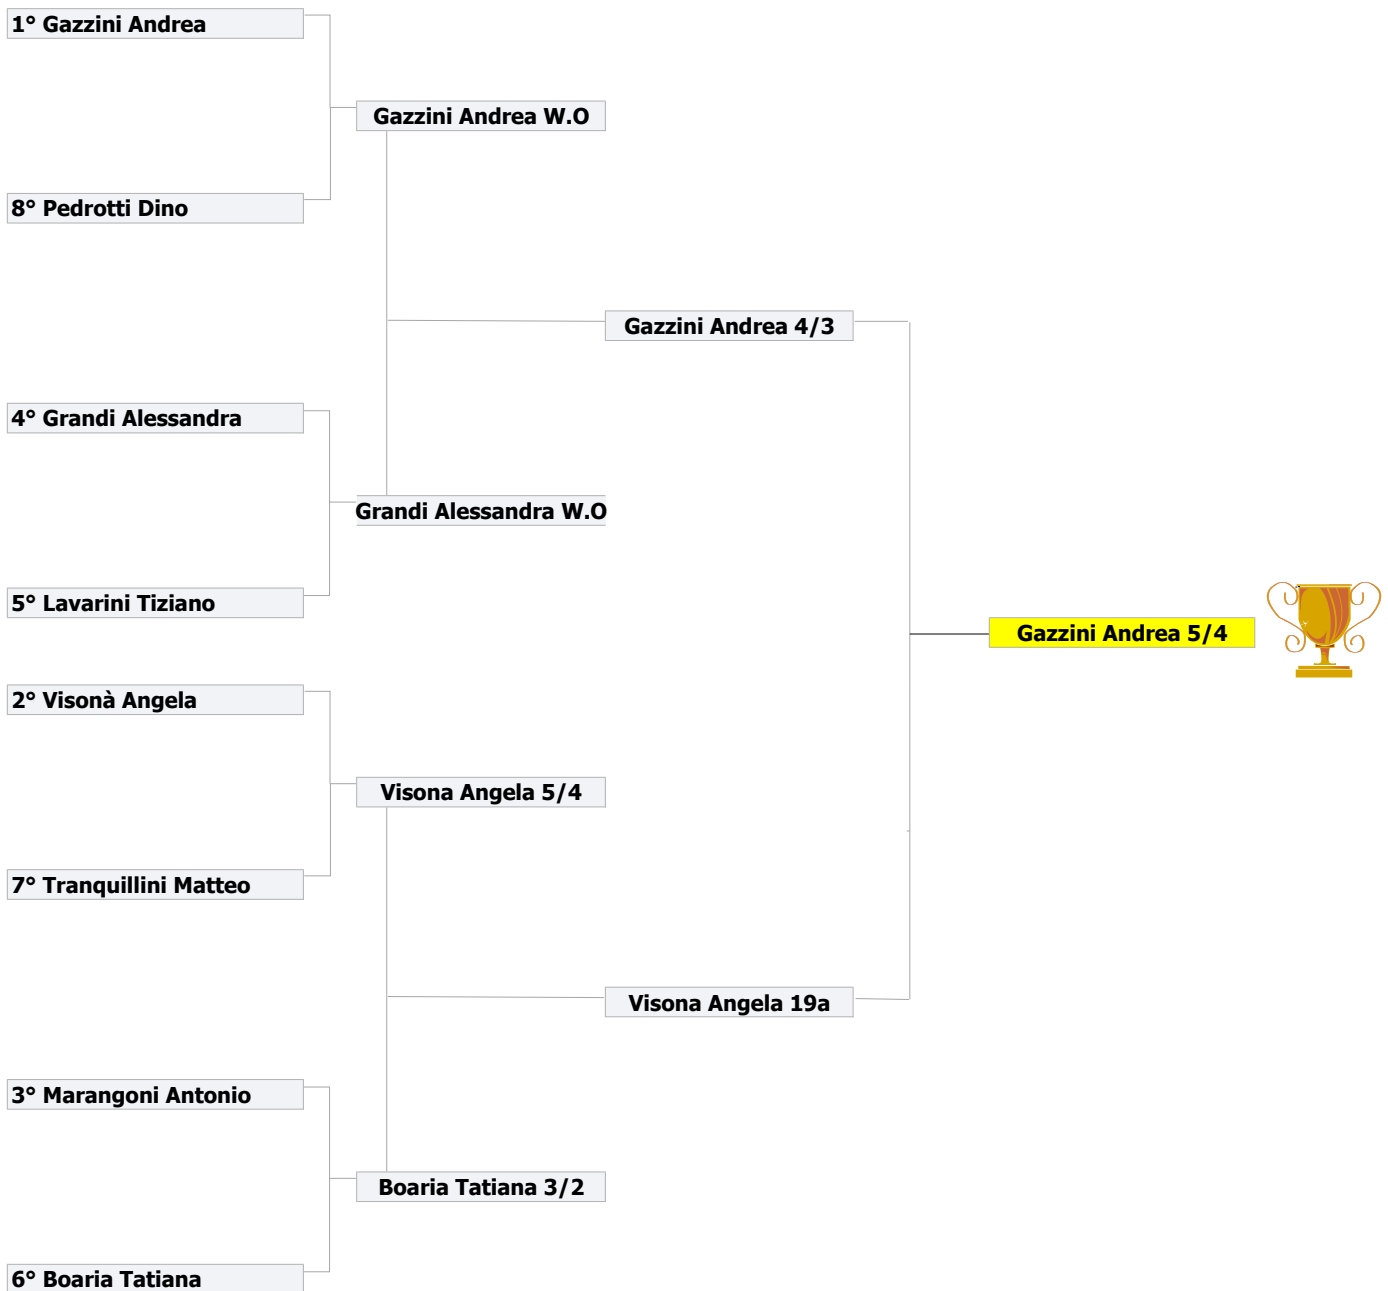 1° Gazzini Andrea
Gazzini Andrea W.O
8° Pedrotti Dino
Gazzini Andrea 4/3
4° Grandi Alessandra
Grandi Alessandra W.O
5° Lavarini Tiziano
Gazzini Andrea 5/4
2° Visonà Angela
Visona Angela 5/4
7° Tranquillini Matteo
Visona Angela 19a
3° Marangoni Antonio
Boaria Tatiana 3/2
6° Boaria Tatiana